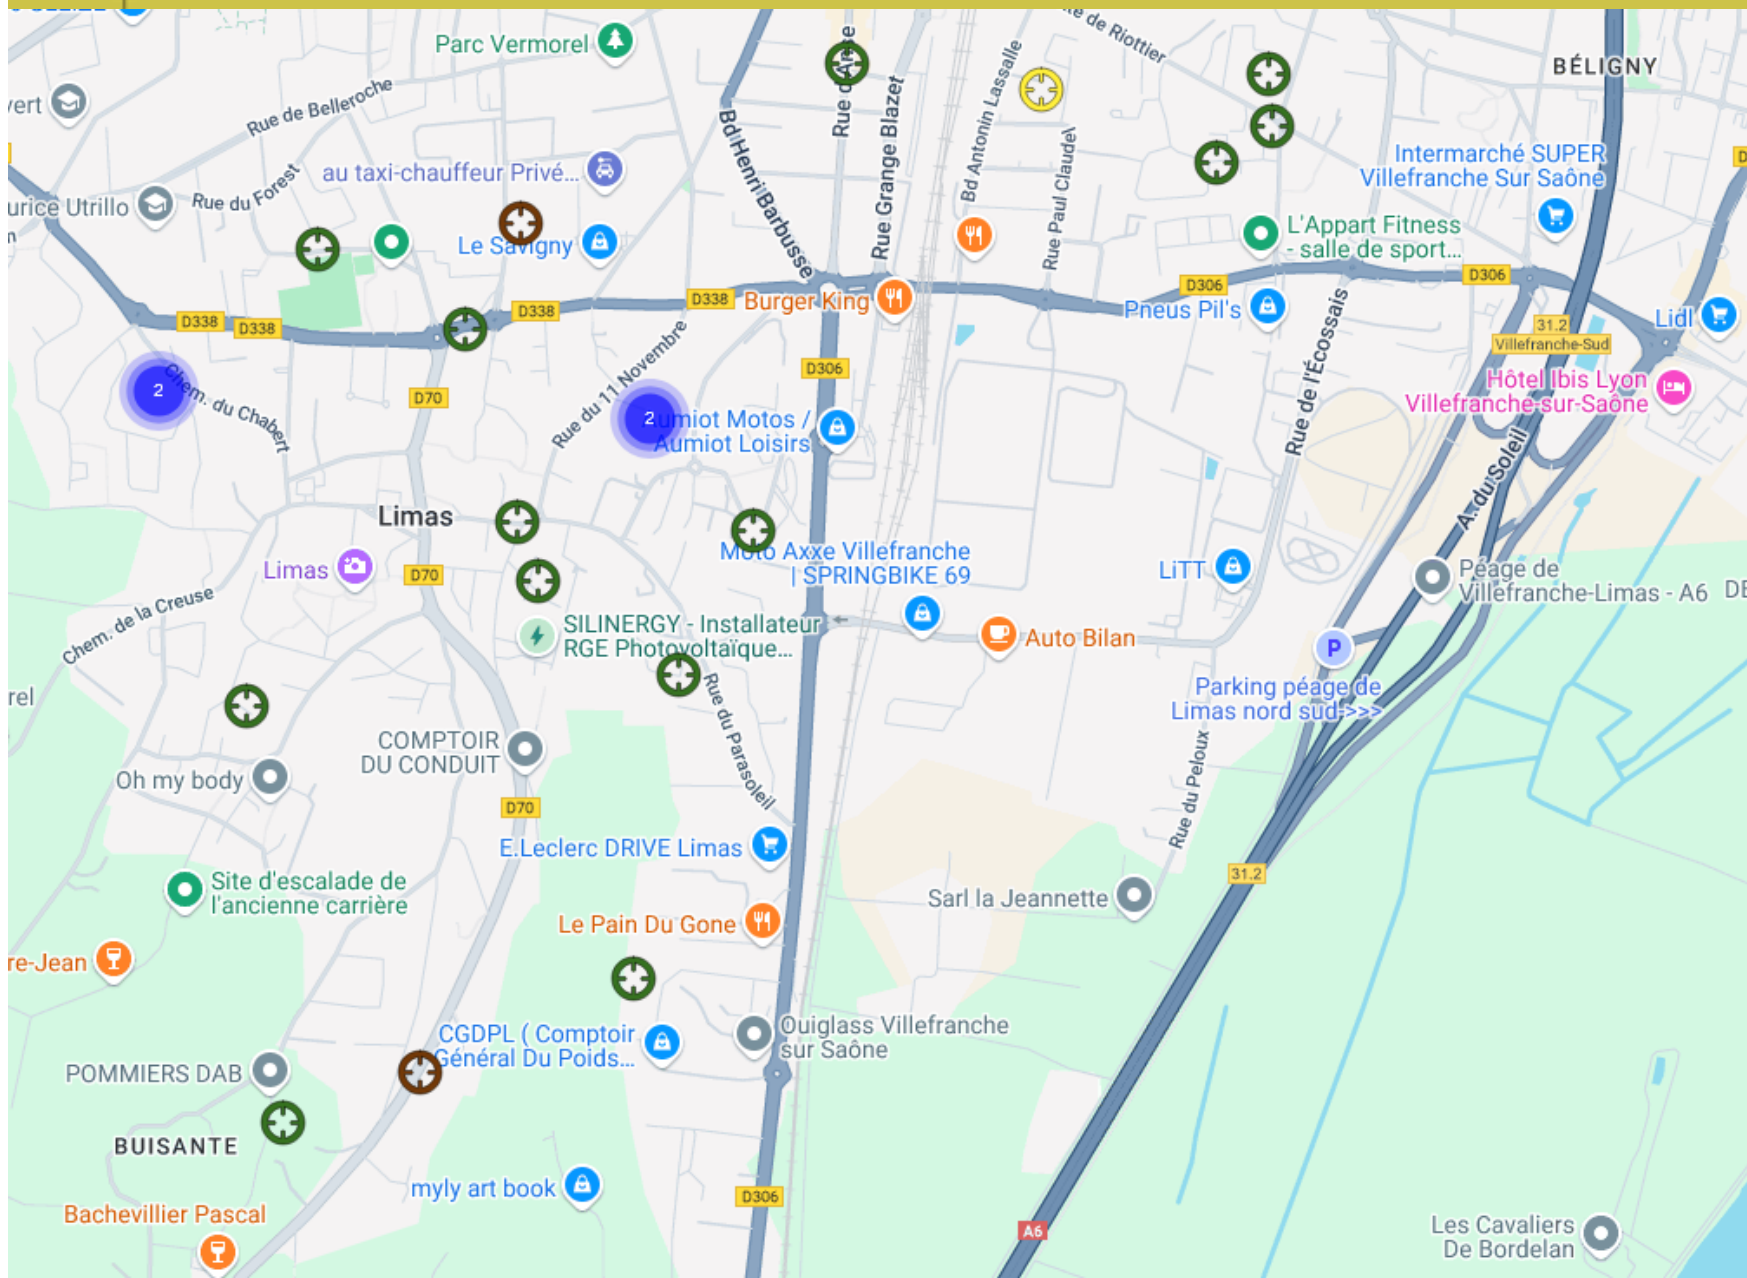 Parc Vermorel
Rue d'Anse
Rue Grange Blazet
Bd Antonin Lassalle
de Riottier
BÉLIGNY
Rue de Belleroche
Bd Henri Barbusse
Rue Paul Claudel
Intermarché SUPER
Villefranche Sur Saône
au taxi-chauffeur Privé...
Rue du Forest
urice Utrillo
Le Savigny
L'Appart Fitness
- salle de sport...
D306
D306
Burger King
D338
D338
D338
D338
Pneus Pil's
31.2
Villefranche-Sud
Lidl
Rue de l'Écossais
Chem. du Chabert
D70
Rue du 11 Novembre
D306
Hôtel Ibis Lyon
Villefranche-sur-Saône
2
2
Aumiot Motos /
Aumiot Loisirs
A. du Soleil
Limas
Moto Axxe Villefranche
| SPRINGBIKE 69
Limas
D70
LiTT
Péage de
Villefranche-Limas - A6
DE
Chem. de la Creuse
SILINERGY - Installateur
RGE Photovoltaïque...
Auto Bilan
P
Parking péage de
Limas nord sud->>>
rel
Rue du Parasoleil
COMPTOIR
DU CONDUIT
Oh my body
Rue du Peloux
D70
E.Leclerc DRIVE Limas
31.2
Site d'escalade de
l'ancienne carrière
Sarl la Jeannette
Le Pain Du Gone
re-Jean
CGDPL ( Comptoir
Général Du Poids...
Ouiglass Villefranche
sur Saône
POMMIERS DAB
BUISANTE
myly art book
D306
Bachevillier Pascal
A6
Les Cavaliers
De Bordelan